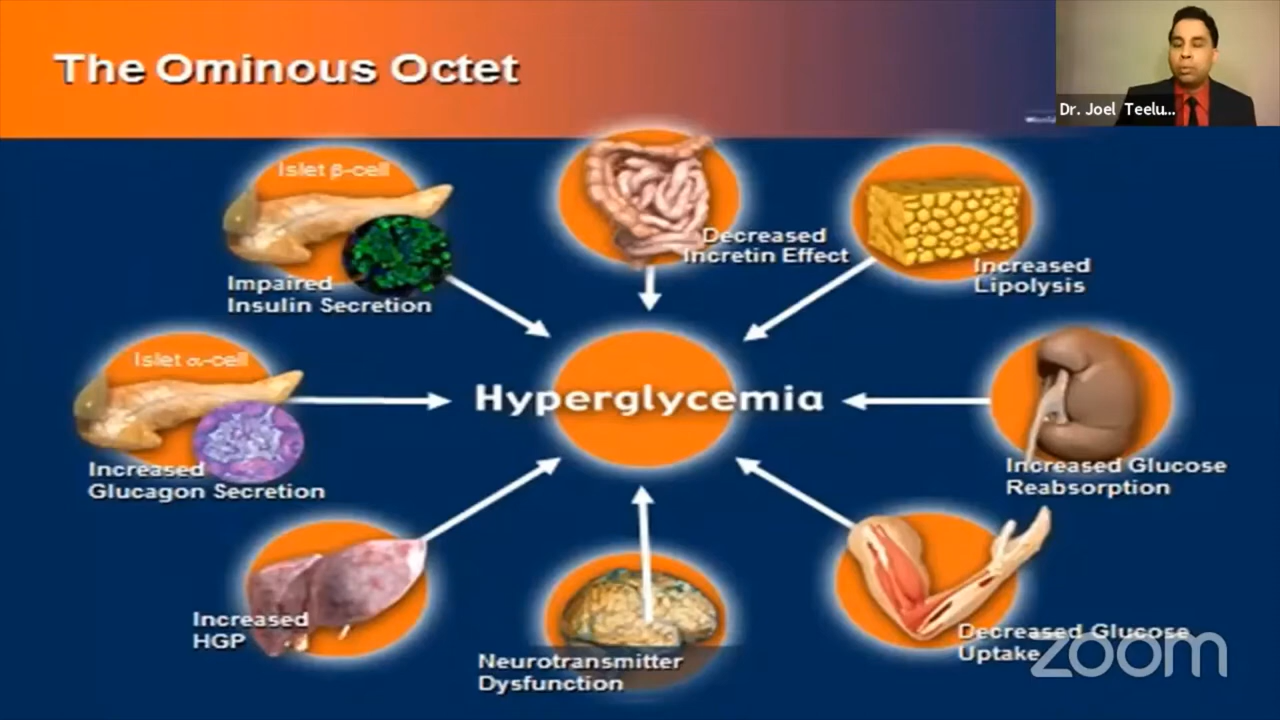 The Ominous Octet
Dr. Joel Teelu...
Islet β-cell
Impaired
Insulin Secretion
Decreased
Incretin Effect
Increased
Lipolysis
Islet α-cell
Increased
Glucagon Secretion
Hyperglycemia
Increased Glucose
Reabsorption
Increased
HGP
Neurotransmitter
Dysfunction
Decreased Glucose
Uptake
zoom